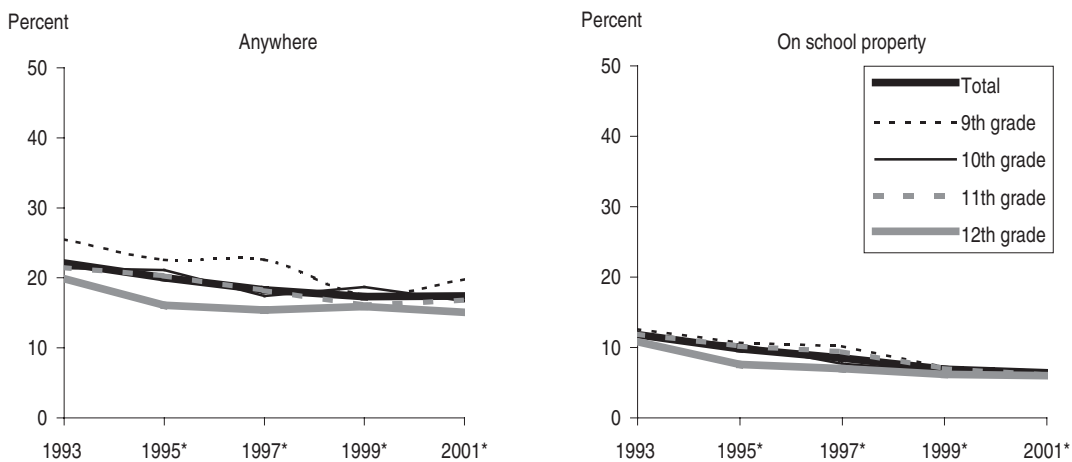 Percent
Anywhere
50
40
30
20
10
0
1993 1995* 1997* 1999* 2001*
Percent
On school property
50
40
30
20
10
0
1993 1995* 1997* 1999* 2001*
Total
9th grade
10th grade
11th grade
12th grade